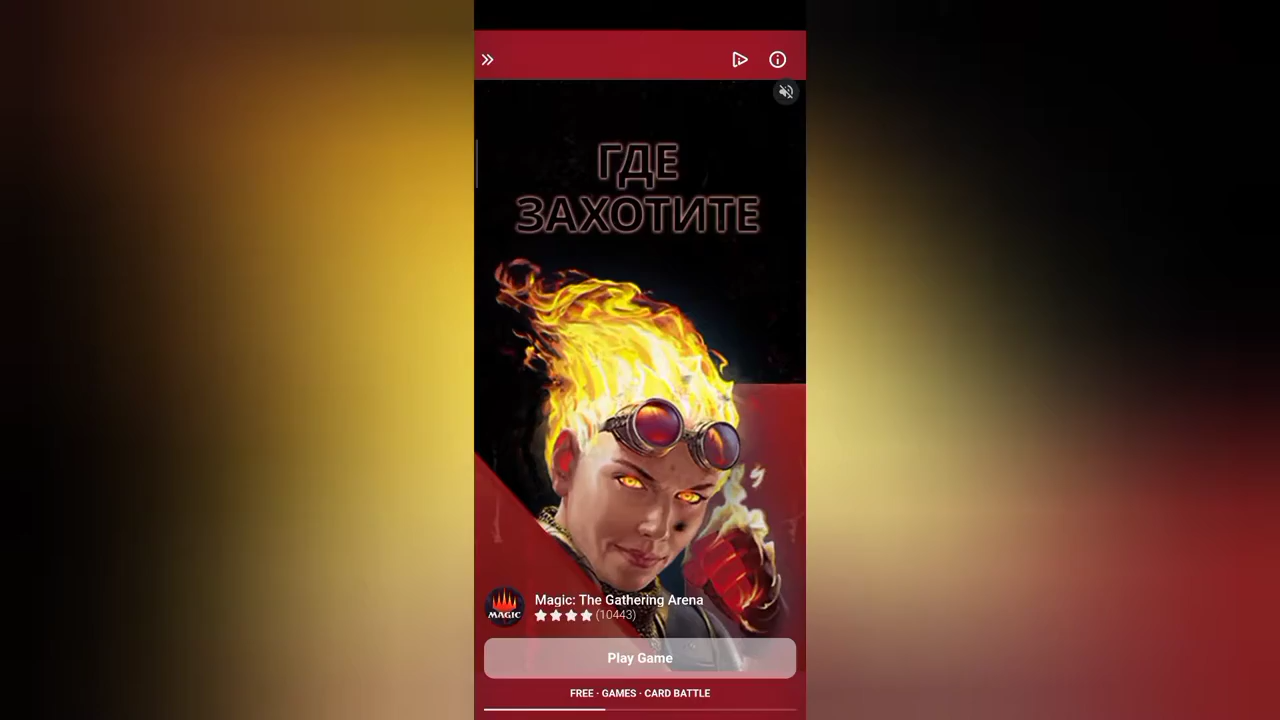 ГДЕ
ЗАХОТИТЕ
MAGIC
Magic: The Gathering Arena
(10443)
Play Game
FREE · GAMES · CARD BATTLE